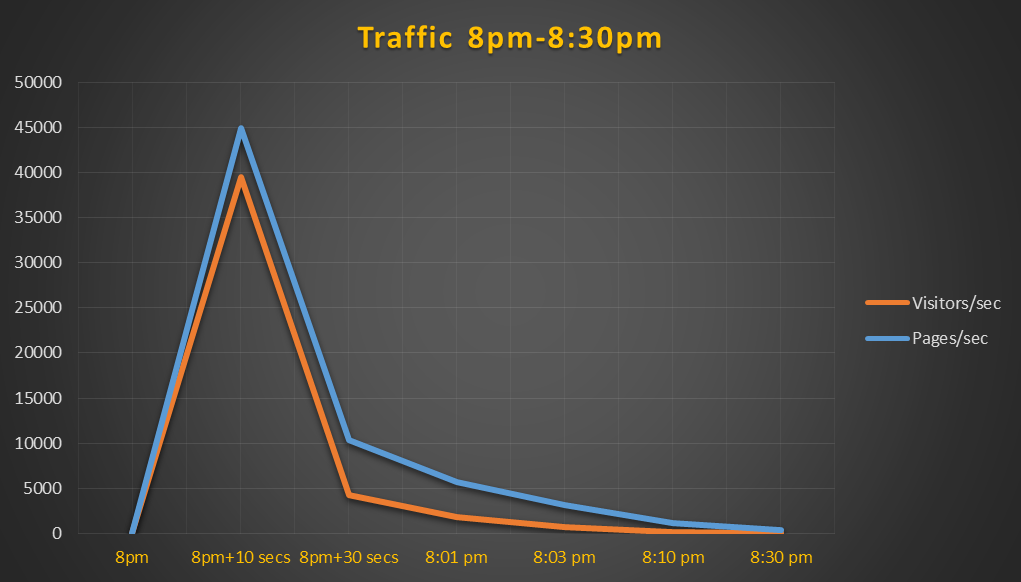 Traffic 8pm-8:30pm
50000
45000
40000
35000
30000
25000
20000
15000
10000
5000
0
8pm 8pm+10 secs 8pm+30 secs 8:01 pm 8:03 pm 8:10 pm 8:30 pm
Visitors/sec
Pages/sec